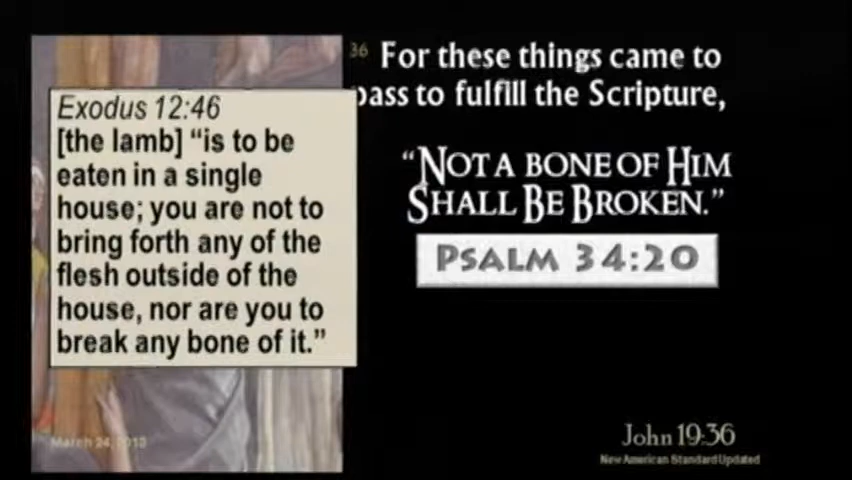 Exodus 12:46
[the lamb] “is to be
eaten in a single
house; you are not to
bring forth any of the
flesh outside of the
house, nor are you to
break any bone of it.”
36 For these things came to
pass to fulfill the Scripture,
“NOT A BONE OF HIM
SHALL BE BROKEN.”
PSALM 34:20
March 24, 2013
John 19:36
New American Standard Updated